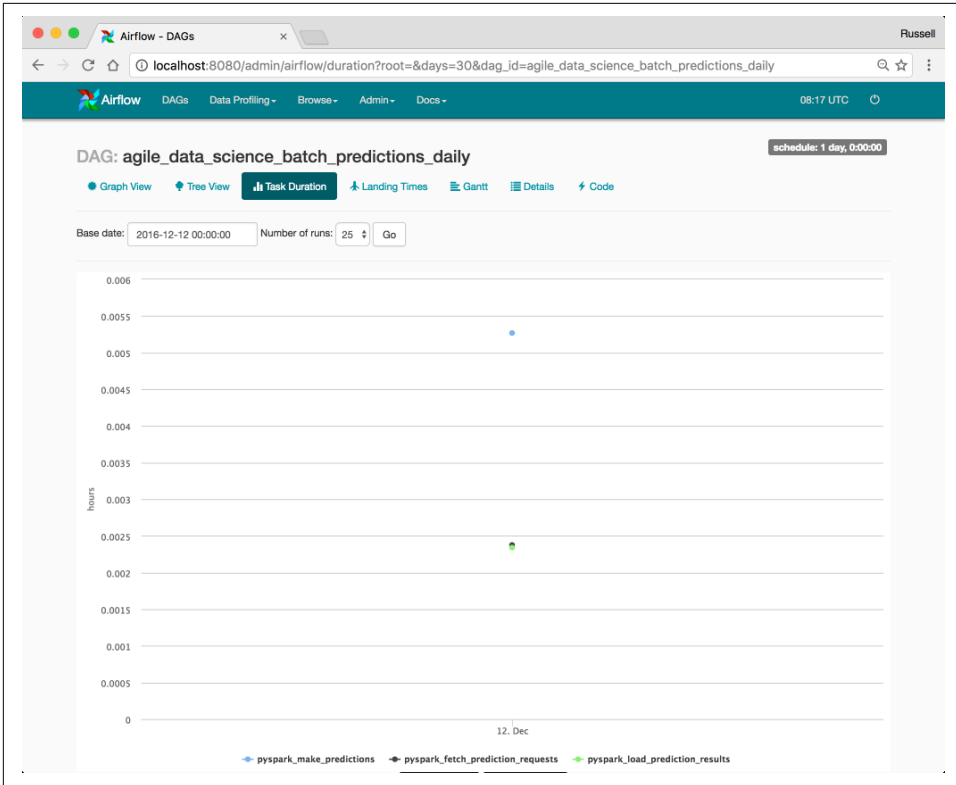 Airflow - DAGs
Russell
localhost:8080/admin/airflow/duration?root=&days=30&dag_id=agile_data_science_batch_predictions_daily
Airflow DAGs Data Profiling Browse Admin Docs 08:17 UTC
schedule: 1 day, 0:00:00
DAG: agile_data_science_batch_predictions_daily
Graph View Tree View Task Duration Landing Times Gantt Details Code
Base date: 2016-12-12 00:00:00 Number of runs: 25 Go
0.006
0.0055
0.005
0.0045
0.004
0.0035
hours
0.003
0.0025
0.002
0.0015
0.001
0.0005
0
12. Dec
pyspark_make_predictions pyspark_fetch_prediction_requests pyspark_load_prediction_results